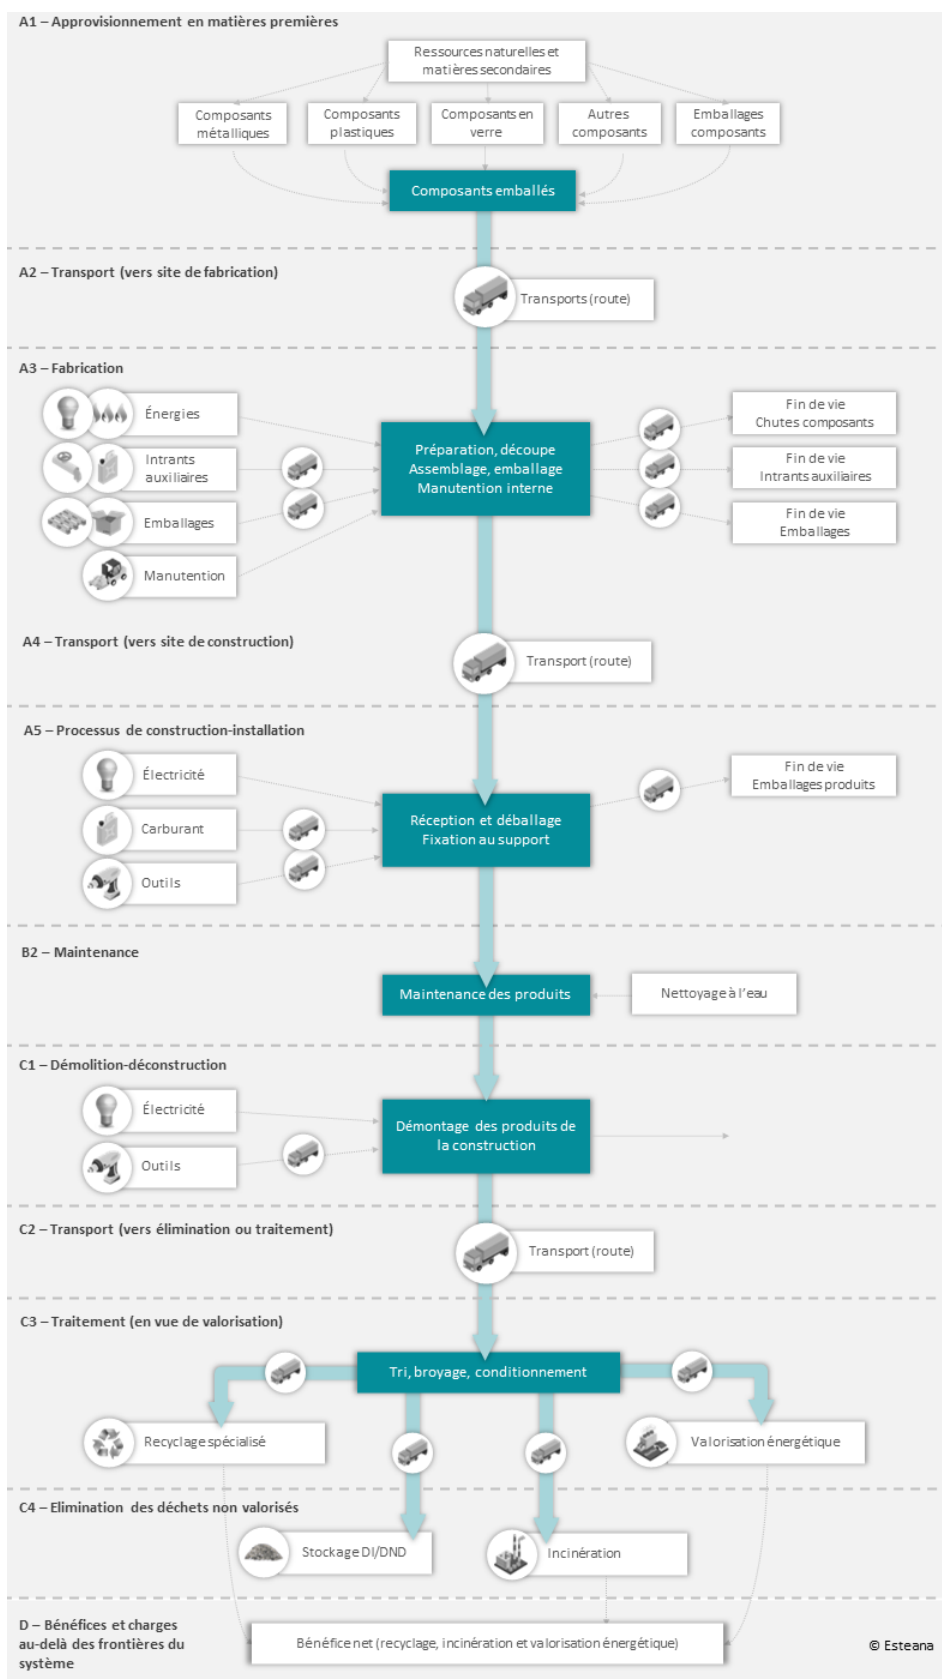 A1 – Approvisionnement en matières premières
Ressources naturelles et
matières secondaires
Composants
métalliques
Composants
plastiques
Composants en
verre
Autres
composants
Emballages
composants
Composants emballés
A2 – Transport (vers site de fabrication)
Transports (route)
A3 – Fabrication
Énergies
Intrants
auxiliaires
Emballages
Manutention
Préparation, découpe
Assemblage, emballage
Manutention interne
Fin de vie
Chutes composants
Fin de vie
Intrants auxiliaires
Fin de vie
Emballages
A4 – Transport (vers site de construction)
Transport (route)
A5 – Processus de construction-installation
Électricité
Carburant
Outils
Réception et déballage
Fixation au support
Fin de vie
Emballages produits
B2 – Maintenance
Maintenance des produits
Nettoyage à l’eau
C1 – Démolition-déconstruction
Électricité
Outils
Démontage des produits de
la construction
C2 – Transport (vers élimination ou traitement)
Transport (route)
C3 – Traitement (en vue de valorisation)
Tri, broyage, conditionnement
Recyclage spécialisé
Valorisation énergétique
C4 – Elimination des déchets non valorisés
Stockage DI/DND
Incinération
D – Bénéfices et charges
au-delà des frontières du
système
Bénéfice net (recyclage, incinération et valorisation énergétique)
© Esteana